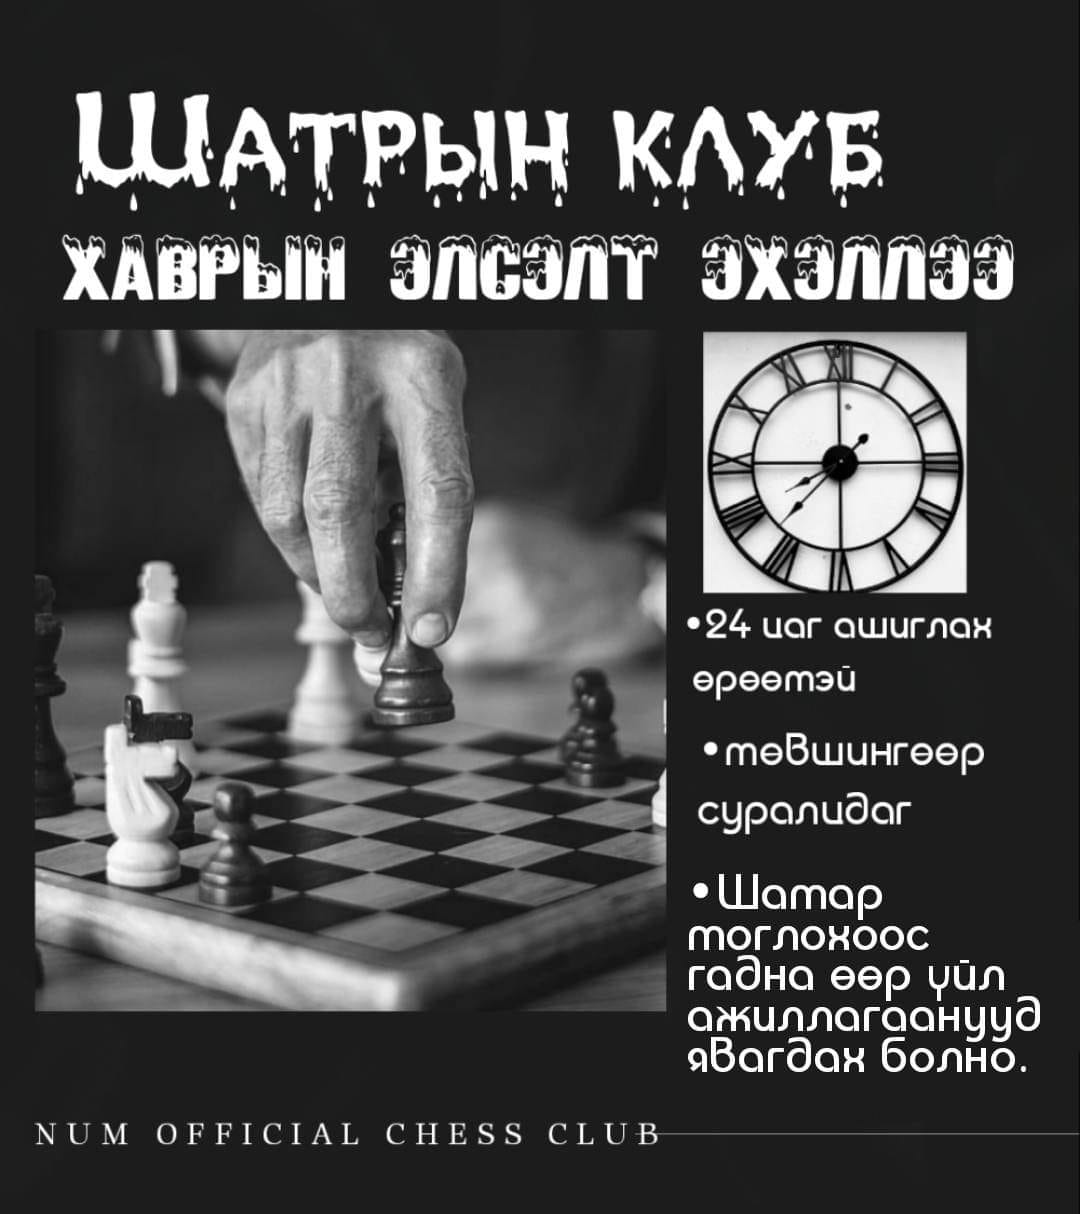 Шатрын клуб
ХАВРЫН ЭЛСЭЛТ ЭХЭЛЛЭЭ
•24 цаг ашиглах
өрөөтэй
•төвшингөөр
суралцдаг
•Шатар
тоглохоос
гадна өөр үйл
ажиллагаанууд
явагдах болно.
NUM OFFICIAL CHESS CLUB